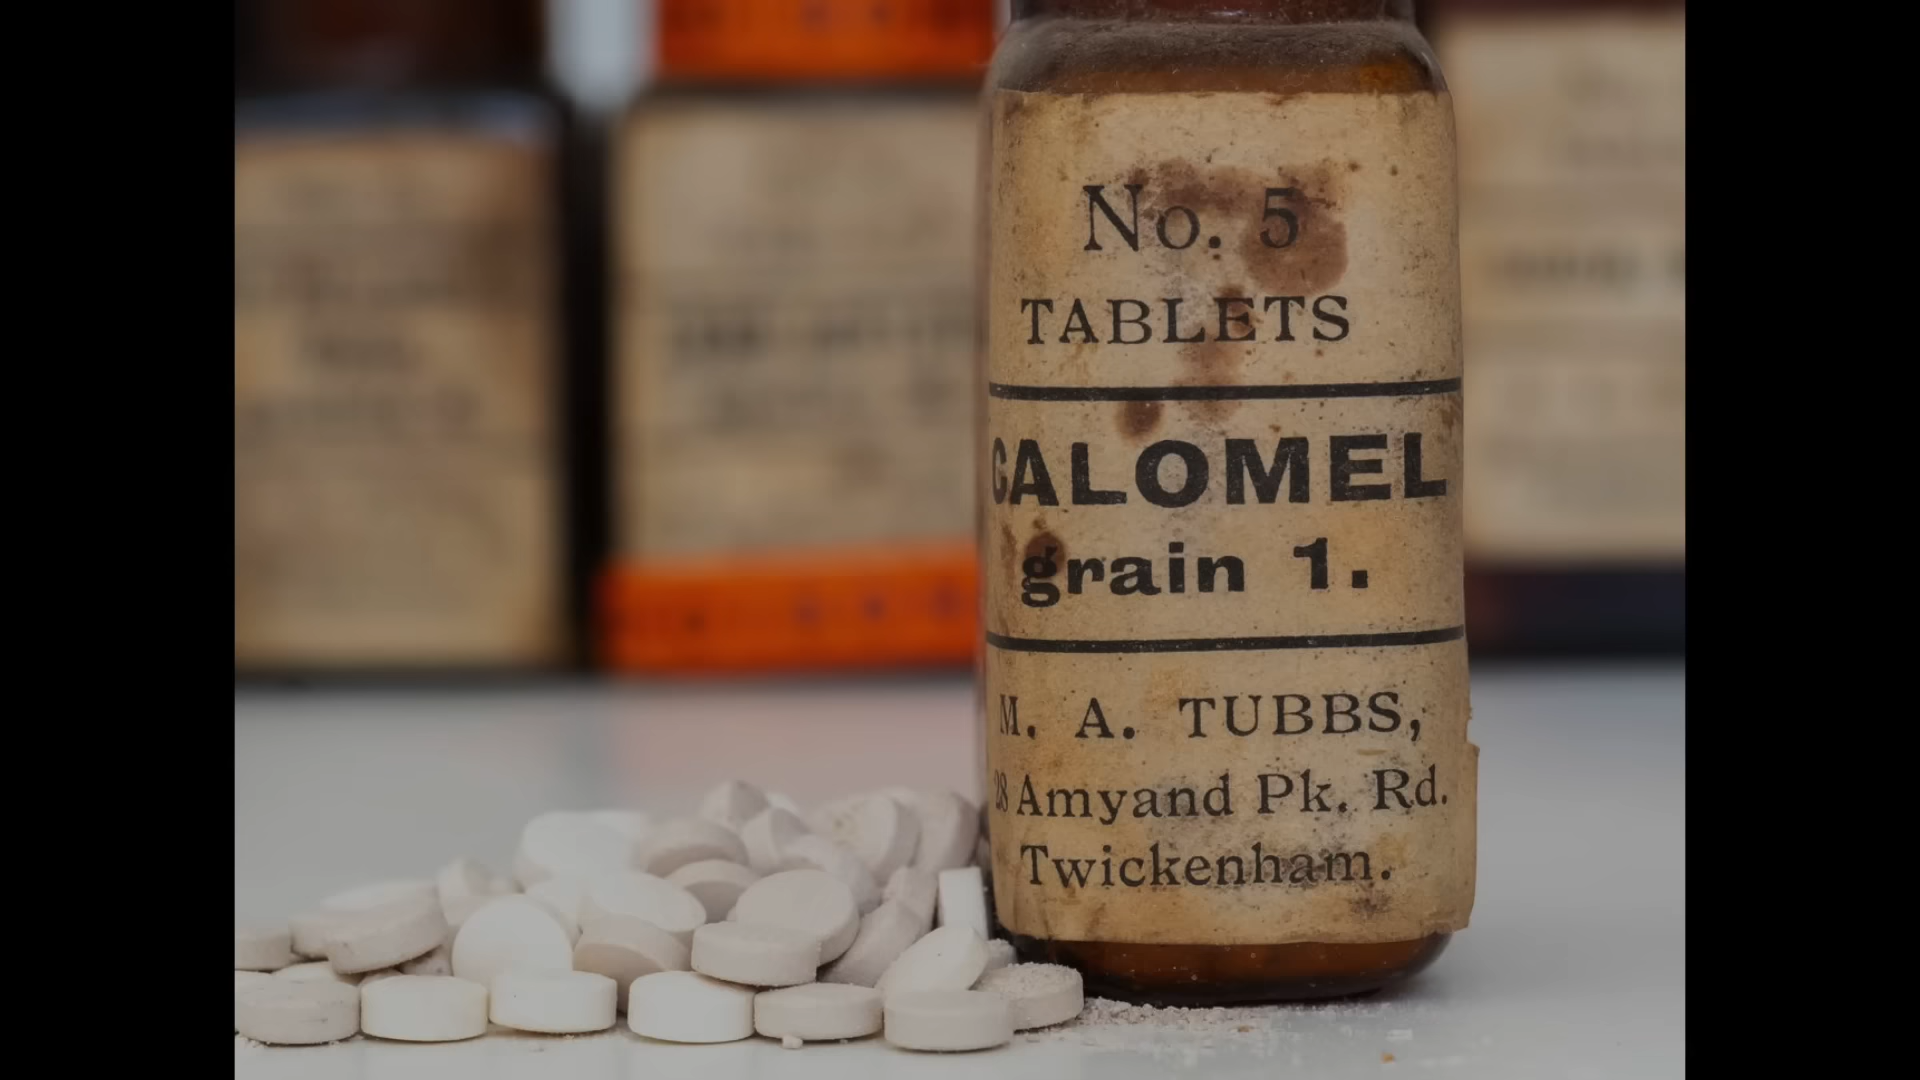 No. 5
TABLETS
CALOMEL
grain 1.
M. A. TUBBS,
28 Amyand Pk. Rd.
Twickenham.